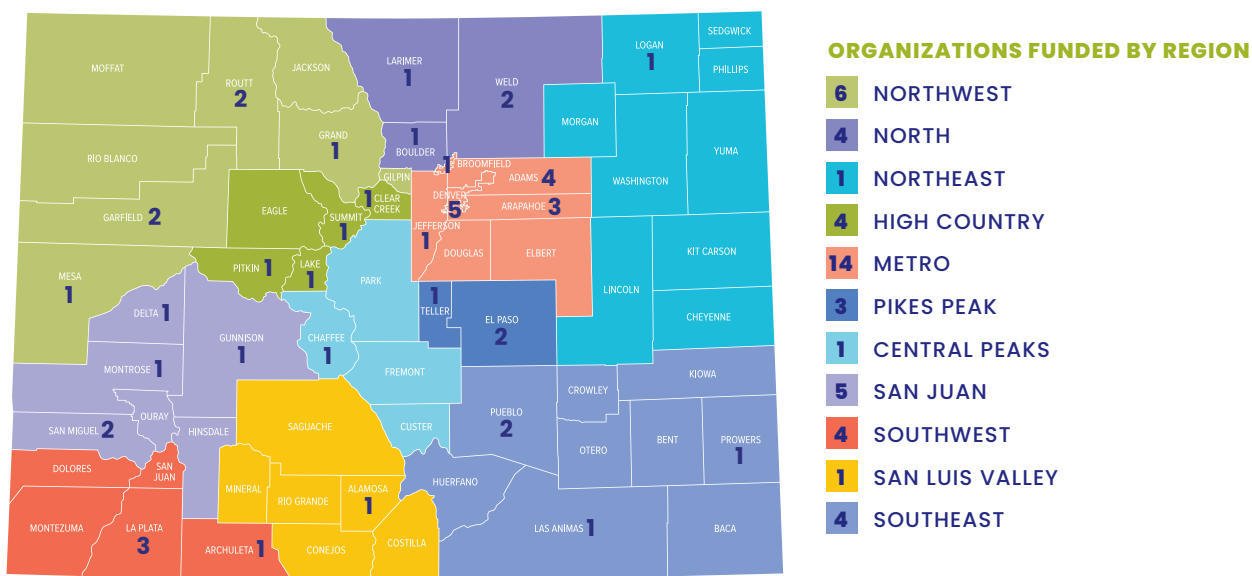 MOFFAT
ROUTT
2
JACKSON
LARIMER
1
WELD
2
LOGAN
1
SEDGWICK
PHILLIPS
MORGAN
YUMA
WASHINGTON
RIO BLANCO
GRAND
1
1
BOULDER
1
BROOMFIELD
GILPIN
ADAMS 4
ARAPAHOE 3
DENVER
5
1
CLEAR
CREEK
GARFIELD 2
EAGLE
SUMMIT
1
JEFFERSON
1
DOUGLAS
ELBERT
KIT CARSON
LINCOLN
CHEYENNE
MESA
1
PITKIN 1
LAKE
1
PARK
1
TELLER
EL PASO
2
DELTA 1
GUNNISON
1
CHAFFEE
1
FREMONT
MONTROSE 1
OURAY
SAN MIGUEL 2
HINSDALE
SAGUACHE
CUSTER
PUEBLO
2
CROWLEY
KIOWA
OTERO
BENT
PROWERS
1
DOLORES
SAN
JUAN
MINERAL
RIO GRANDE
ALAMOSA
1
HUERFANO
MONTEZUMA
LA PLATA
3
ARCHULETA 1
CONEJOS
COSTILLA
LAS ANIMAS 1
BACA
ORGANIZATIONS FUNDED BY REGION
6 NORTHWEST
4 NORTH
1 NORTHEAST
4 HIGH COUNTRY
14 METRO
3 PIKES PEAK
1 CENTRAL PEAKS
5 SAN JUAN
4 SOUTHWEST
1 SAN LUIS VALLEY
4 SOUTHEAST